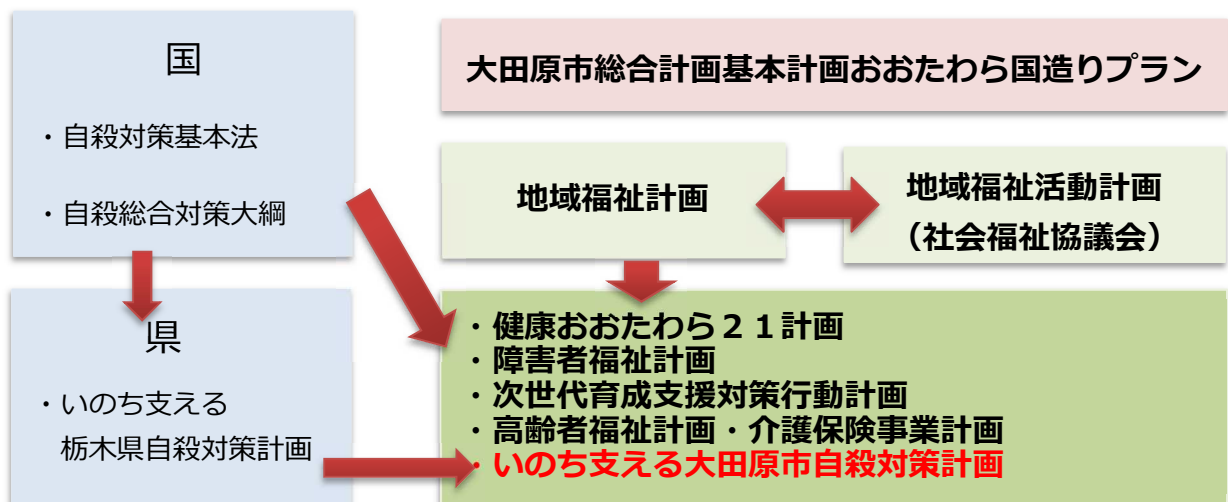 国
・自殺対策基本法
・自殺総合対策大綱
県
・いのち支える
栃木県自殺対策計画
大田原市総合計画基本計画おおたわら国造りプラン
地域福祉計画
地域福祉活動計画
（社会福祉協議会）
・健康おおたわら２１計画
・障害者福祉計画
・次世代育成支援対策行動計画
・高齢者福祉計画・介護保険事業計画
・いのち支える大田原市自殺対策計画